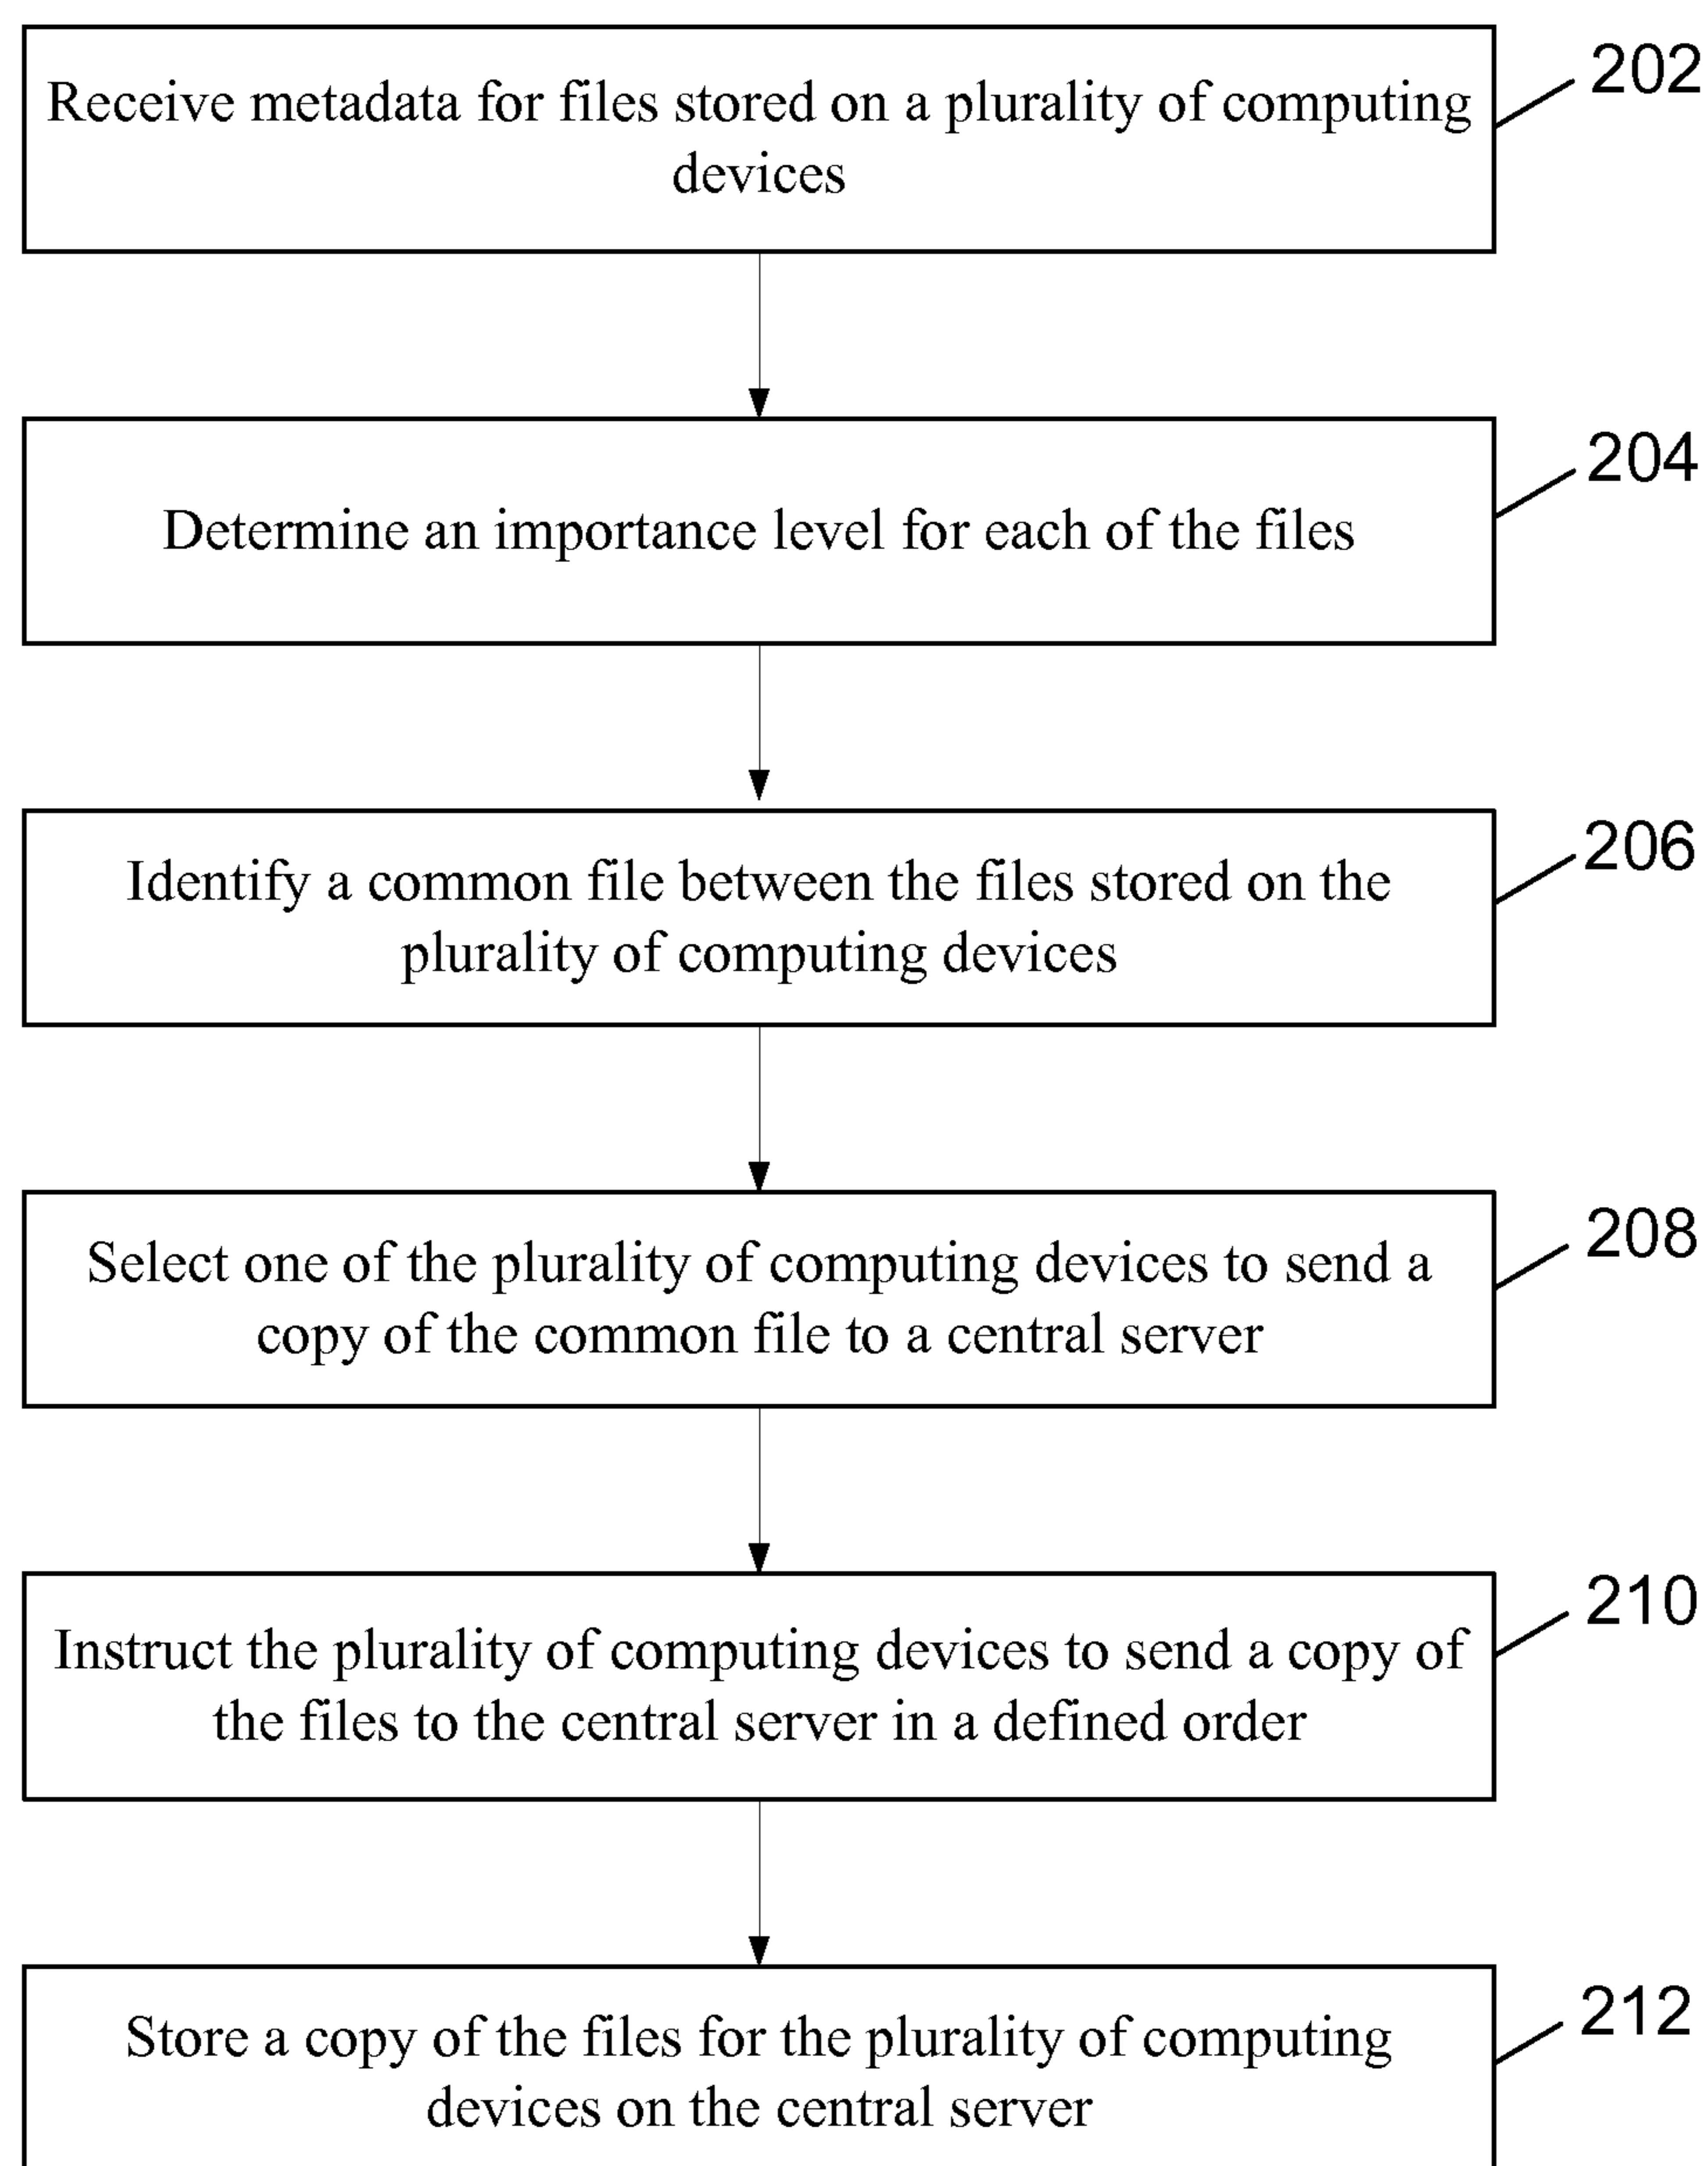 202
Receive metadata for files stored on a plurality of computing
devices
204
Determine an importance level for each of the files
206
Identify a common file between the files stored on the
plurality of computing devices
208
Select one of the plurality of computing devices to send a
copy of the common file to a central server
210
Instruct the plurality of computing devices to send a copy of
the files to the central server in a defined order
212
Store a copy of the files for the plurality of computing
devices on the central server